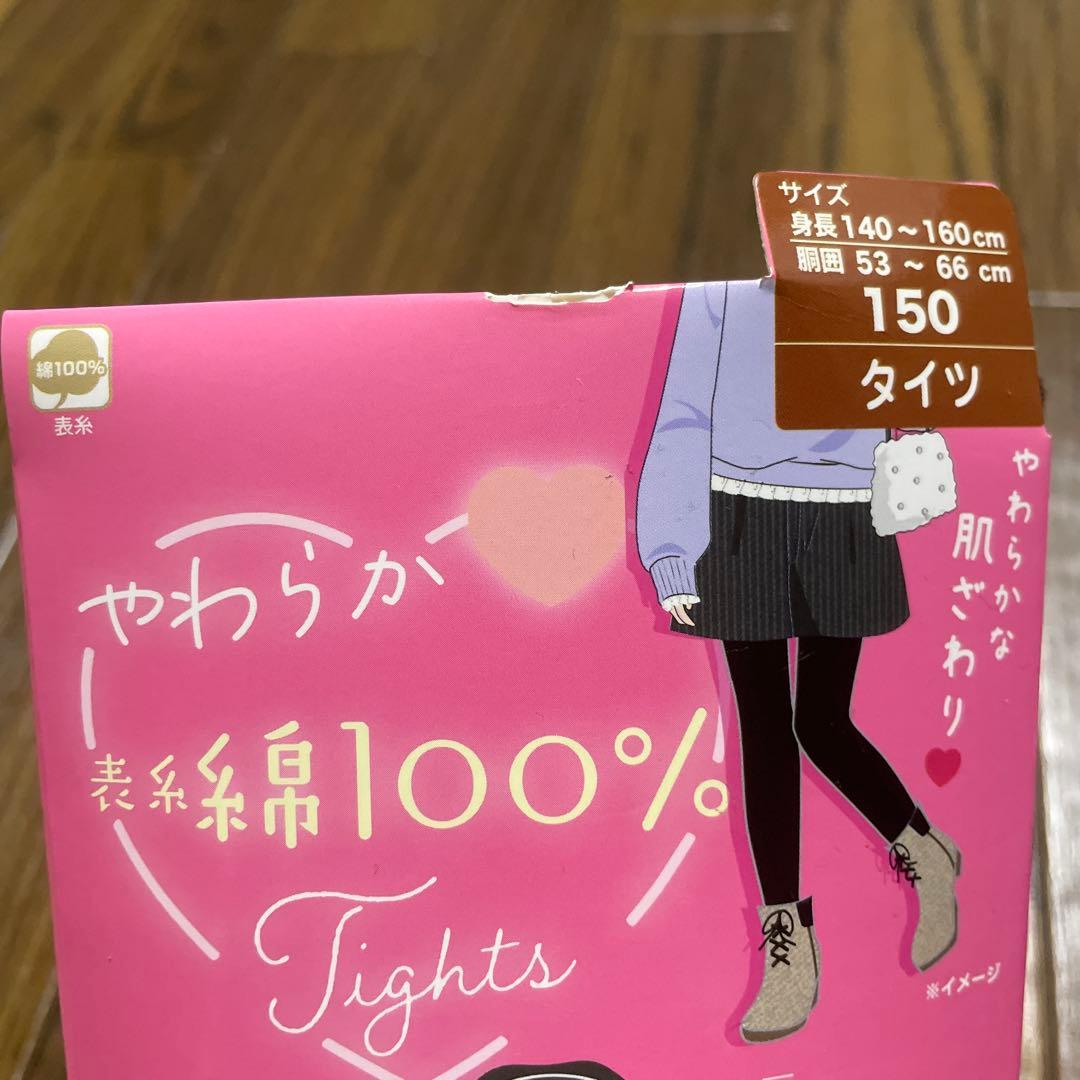 サイズ
身長140～160cm
胴囲 53 ～ 66 cm
150
タイツ
綿100%
表糸
やわらか
表糸綿100%
Tights
やわらかな
肌ざわり
※イメージ